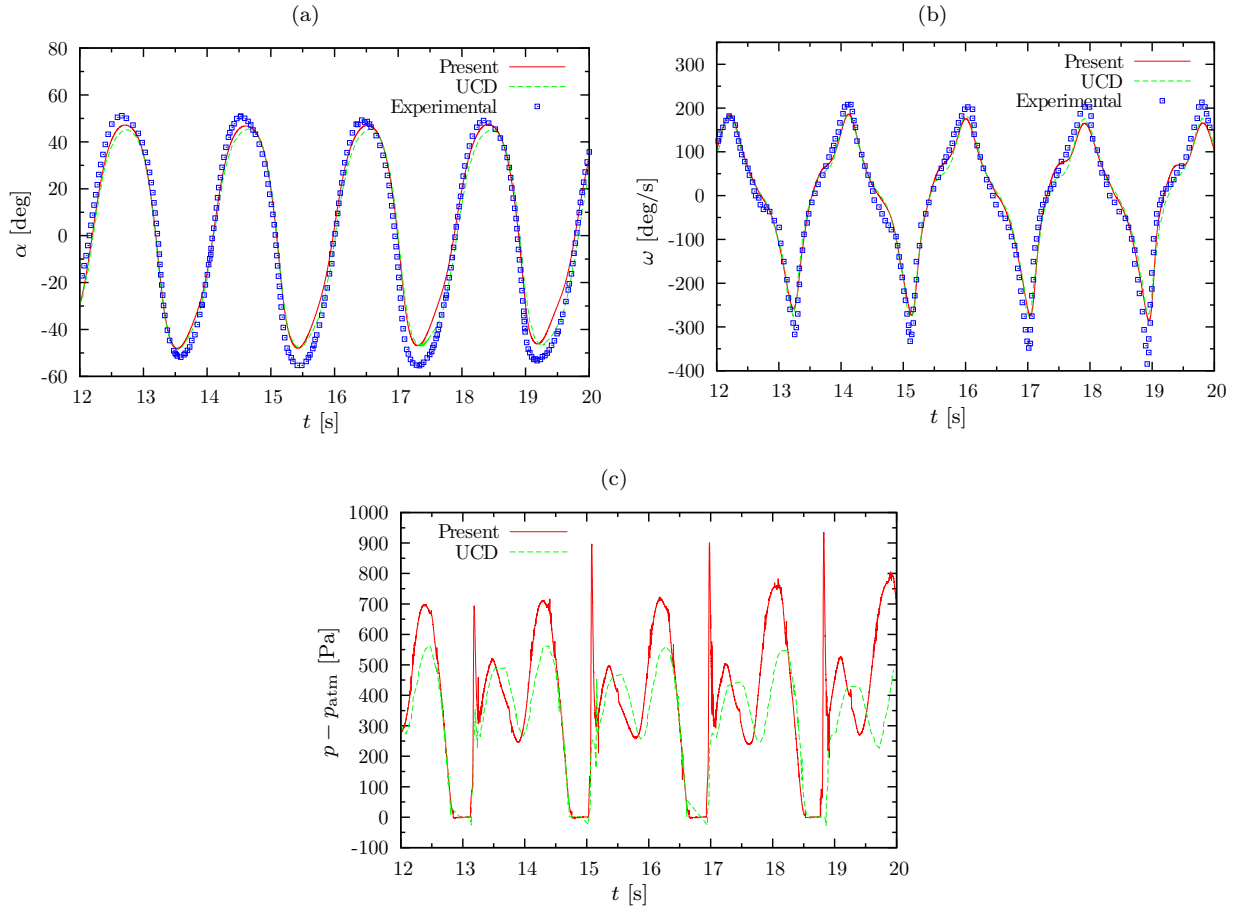 (a)
80
60
40
20
0
-20
-40
-60
α [deg]
12 13 14 15 16 17 18 19 20
t [s]
Present
UCD
Experimental
(b)
300
200
100
0
-100
-200
-300
-400
ω [deg/s]
12 13 14 15 16 17 18 19 20
t [s]
Present
UCD
Experimental
(c)
1000
900
800
700
600
500
400
300
200
100
0
-100
p − patm [Pa]
12 13 14 15 16 17 18 19 20
t [s]
Present
UCD